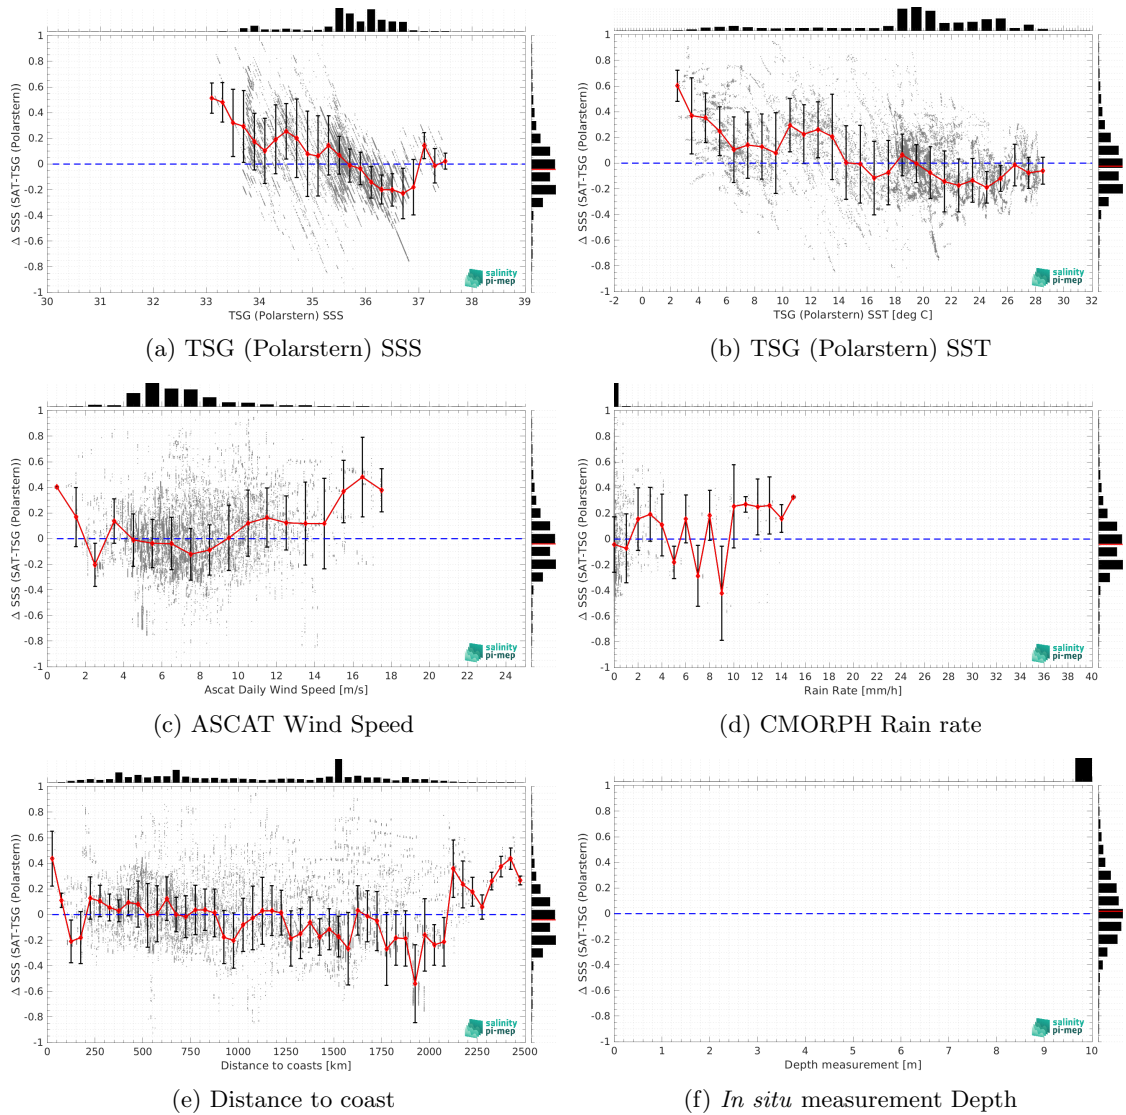 1
0.8
0.6
0.4
0.2
0
-0.2
-0.4
-0.6
-0.8
-1
Δ SSS (SAT-TSG (Polarstern))
30 31 32 33 34 35 36 37 38 39
TSG (Polarstern) SSS
salinity
pi-mep
(a) TSG (Polarstern) SSS
1
0.8
0.6
0.4
0.2
0
-0.2
-0.4
-0.6
-0.8
-1
Δ SSS (SAT-TSG (Polarstern))
-2 0 2 4 6 8 10 12 14 16 18 20 22 24 26 28 30 32
TSG (Polarstern) SST [deg C]
salinity
pi-mep
(b) TSG (Polarstern) SST
1
0.8
0.6
0.4
0.2
0
-0.2
-0.4
-0.6
-0.8
-1
Δ SSS (SAT-TSG (Polarstern))
0 2 4 6 8 10 12 14 16 18 20 22 24
Ascat Daily Wind Speed [m/s]
salinity
pi-mep
(c) ASCAT Wind Speed
1
0.8
0.6
0.4
0.2
0
-0.2
-0.4
-0.6
-0.8
-1
Δ SSS (SAT-TSG (Polarstern))
0 2 4 6 8 10 12 14 16 18 20 22 24 26 28 30 32 34 36 38 40
Rain Rate [mm/h]
salinity
pi-mep
(d) CMORPH Rain rate
1
0.8
0.6
0.4
0.2
0
-0.2
-0.4
-0.6
-0.8
-1
Δ SSS (SAT-TSG (Polarstern))
0 250 500 750 1000 1250 1500 1750 2000 2250 2500
Distance to coasts [km]
salinity
pi-mep
(e) Distance to coast
1
0.8
0.6
0.4
0.2
0
-0.2
-0.4
-0.6
-0.8
-1
Δ SSS (SAT-TSG (Polarstern))
0 1 2 3 4 5 6 7 8 9 10
Depth measurement [m]
salinity
pi-mep
(f) In situ measurement Depth